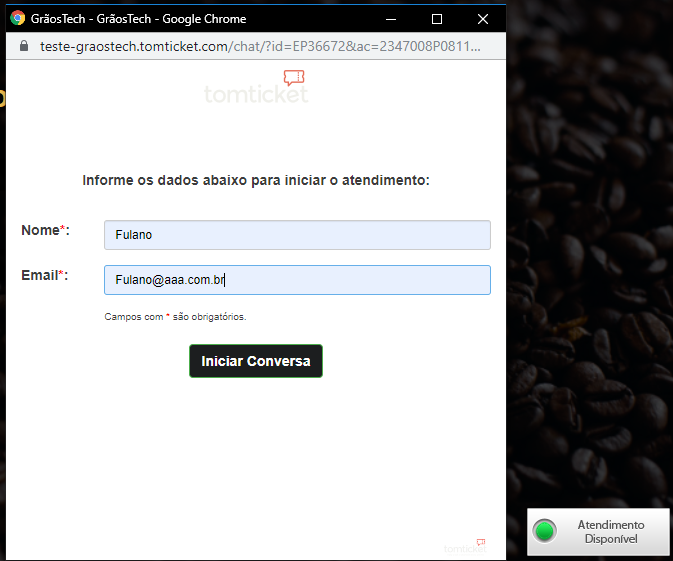 GrãosTech - GrãosTech - Google Chrome
teste-graostech.tomticket.com/chat/?id=EP36672&ac=2347008P0811...
tomticket
Informe os dados abaixo para iniciar o atendimento:
Nome*:
Fulano
Email*:
Fulano@aaa.com.br
Campos com * são obrigatórios.
Iniciar Conversa
Atendimento
Disponível
tomticket